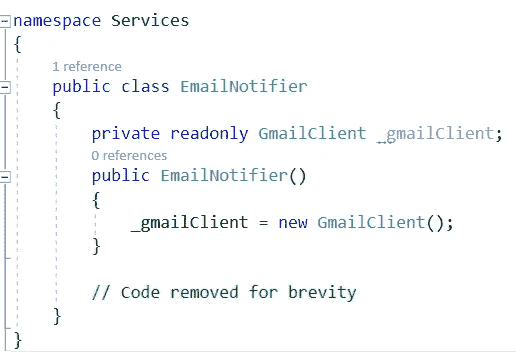 namespace Services
{
1 reference
public class EmailNotifier
{
private readonly GmailClient _gmailClient;
0 references
public EmailNotifier()
{
_gmailClient = new GmailClient();
}
// Code removed for brevity
}
}